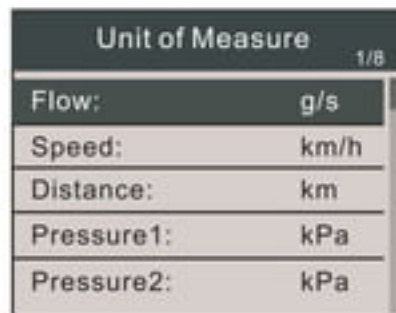 Unit of Measure
1/8
Flow: g/s
Speed: km/h
Distance: km
Pressure1: kPa
Pressure2: kPa